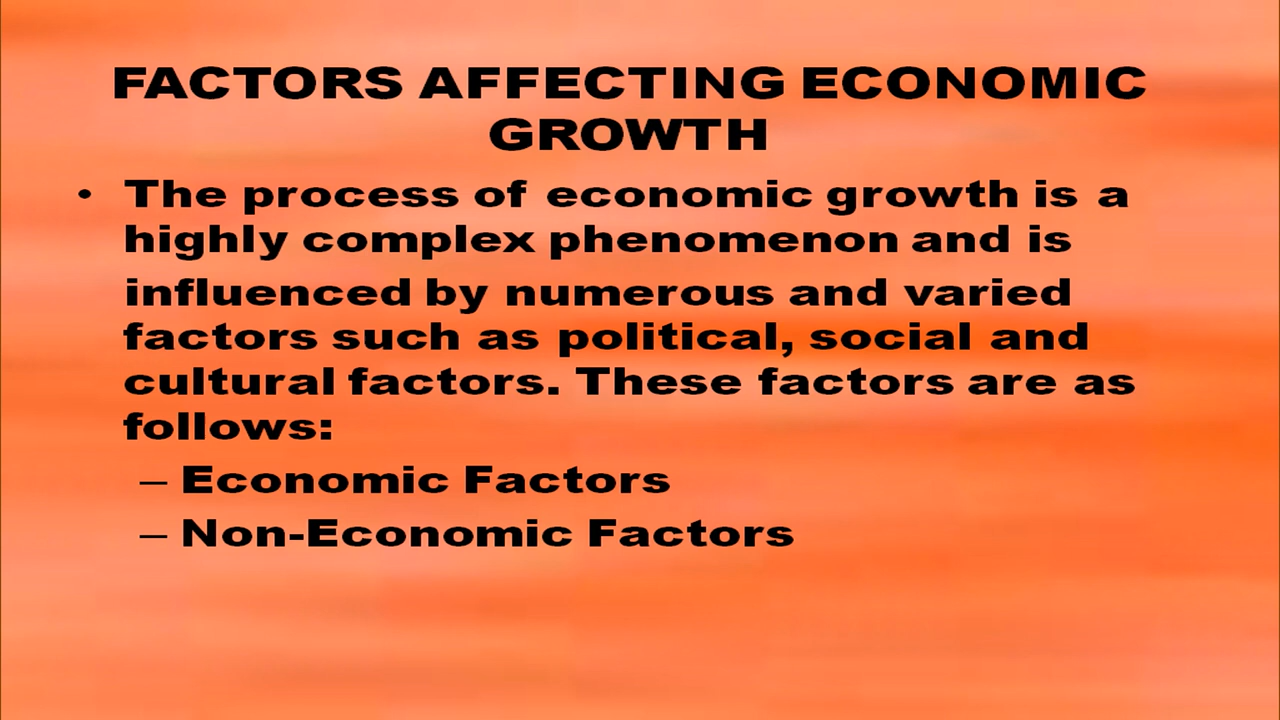 FACTORS AFFECTING ECONOMIC
GROWTH
• The process of economic growth is a
highly complex phenomenon and is
influenced by numerous and varied
factors such as political, social and
cultural factors. These factors are as
follows:
– Economic Factors
– Non-Economic Factors